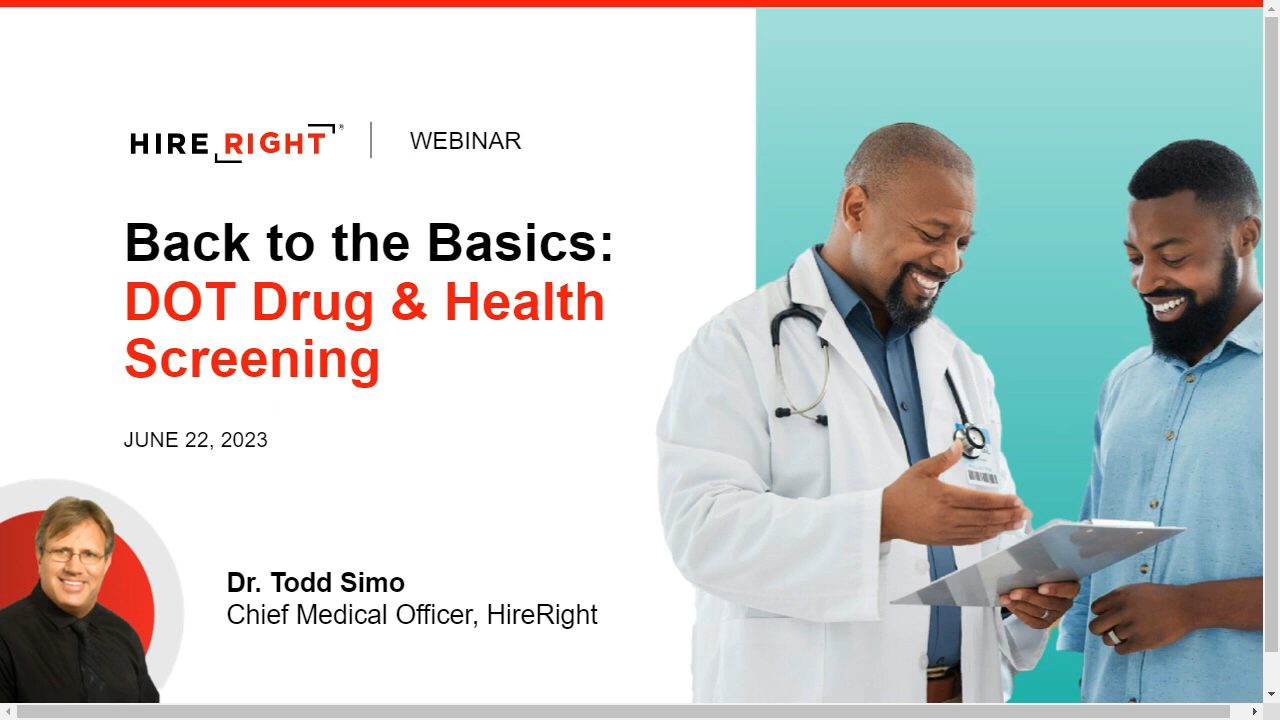 HIRE RIGHT® | WEBINAR
Back to the Basics:
DOT Drug & Health
Screening
JUNE 22, 2023
Dr. Todd Simo
Chief Medical Officer, HireRight